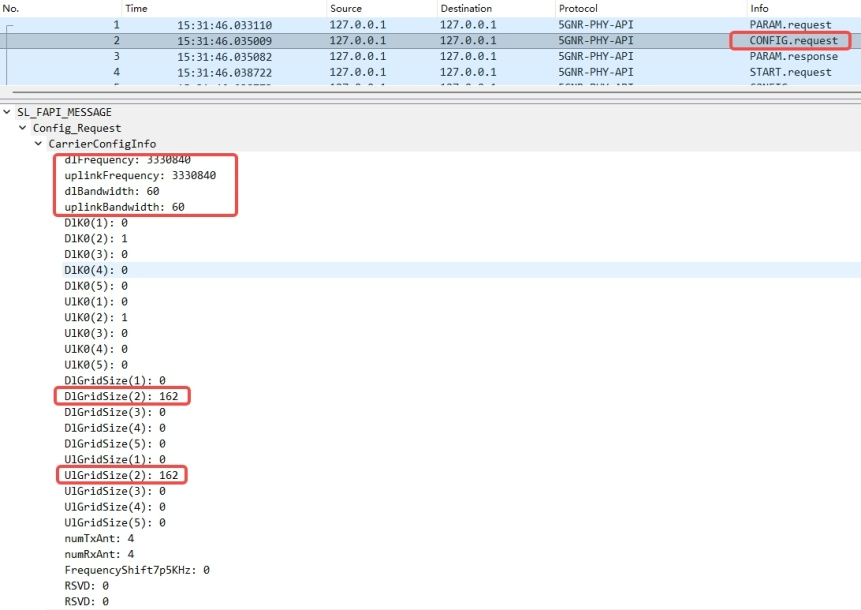 No. Time Source Destination Protocol Info
1 15:31:46.033110 127.0.0.1 127.0.0.1 5GNR-PHY-API PARAM.request
2 15:31:46.035009 127.0.0.1 127.0.0.1 5GNR-PHY-API CONFIG.request
3 15:31:46.035082 127.0.0.1 127.0.0.1 5GNR-PHY-API PARAM.response
4 15:31:46.038722 127.0.0.1 127.0.0.1 5GNR-PHY-API START.request
SL_FAPI_MESSAGE
Config_Request
CarrierConfigInfo
dlFrequency: 3330840
uplinkFrequency: 3330840
dlBandwidth: 60
uplinkBandwidth: 60
DlK0(1): 0
DlK0(2): 1
DlK0(3): 0
DlK0(4): 0
DlK0(5): 0
UlK0(1): 0
UlK0(2): 1
UlK0(3): 0
UlK0(4): 0
UlK0(5): 0
DlGridSize(1): 0
DlGridSize(2): 162
DlGridSize(3): 0
DlGridSize(4): 0
DlGridSize(5): 0
UlGridSize(1): 0
UlGridSize(2): 162
UlGridSize(3): 0
UlGridSize(4): 0
UlGridSize(5): 0
numTxAnt: 4
numRxAnt: 4
FrequencyShift7p5KHz: 0
RSVD: 0
RSVD: 0